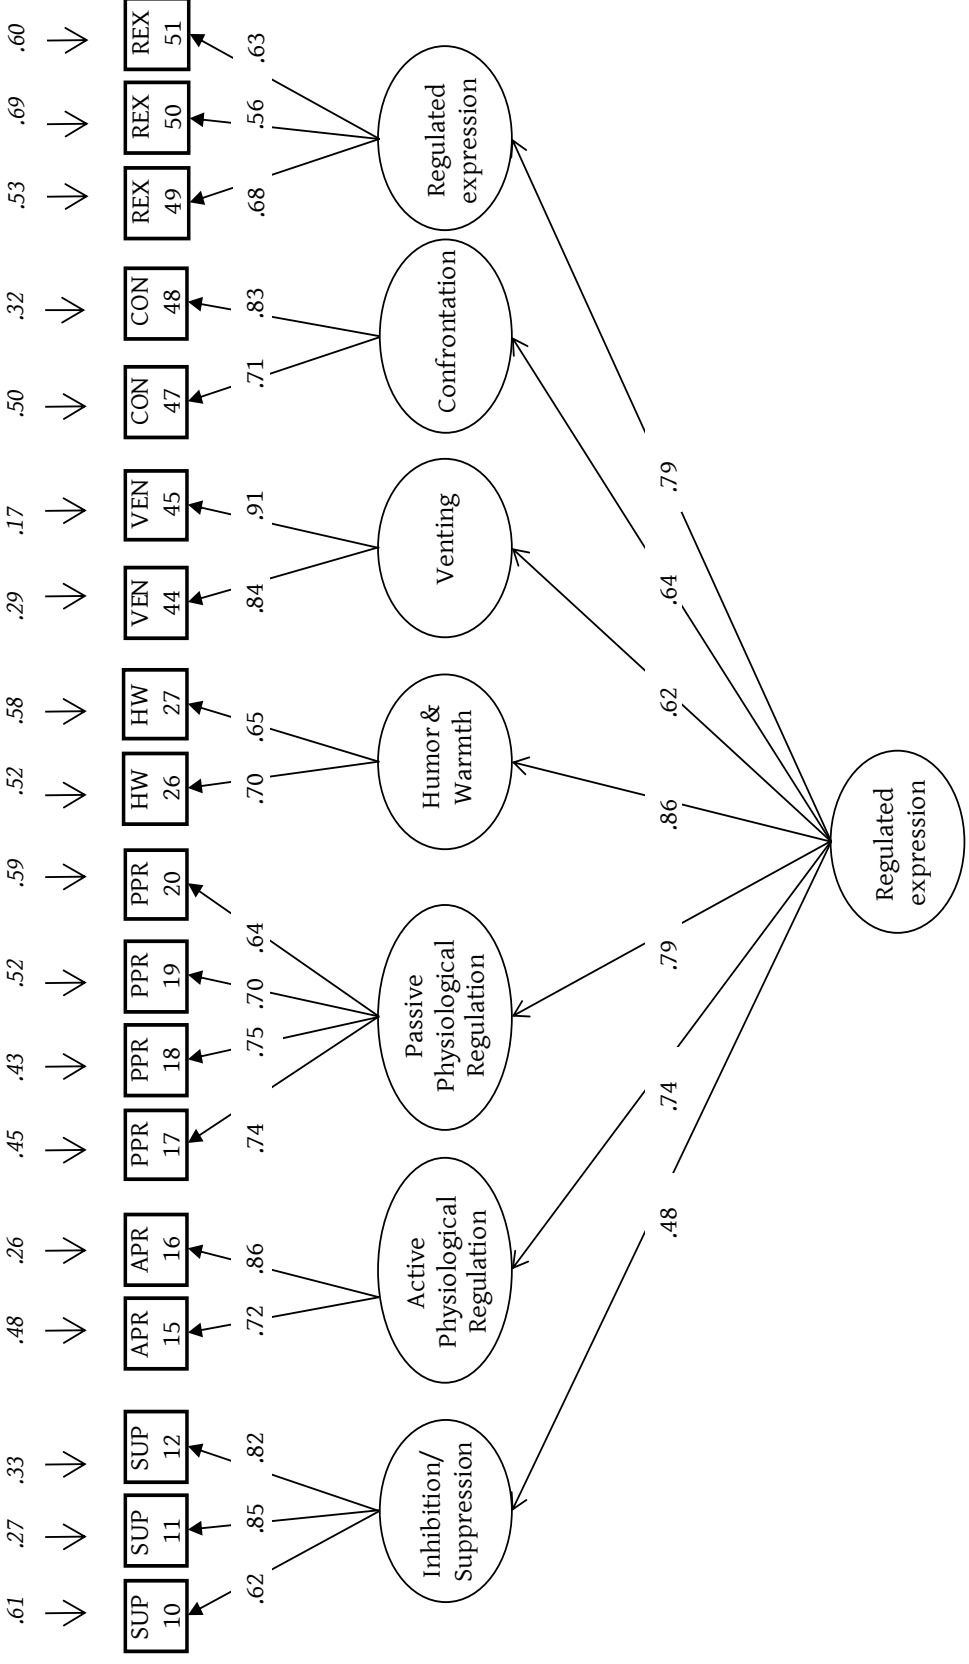 .61
.27
.33
.48
.26
.45
.43
.52
.59
.52
.58
.29
.17
.50
.32
.53
.69
.60
SUP
10
SUP
11
SUP
12
APR
15
APR
16
PPR
17
PPR
18
PPR
19
PPR
20
HW
26
HW
27
VEN
44
VEN
45
CON
47
CON
48
REX
49
REX
50
REX
51
.62
.85
.82
.72
.86
.74
.75
.70
.64
.70
.65
.84
.91
.71
.83
.68
.56
.63
Inhibition/
Suppression
Active
Physiological
Regulation
Passive
Physiological
Regulation
Humor &
Warmth
Venting
Confrontation
Regulated
expression
.48
.74
.79
.86
.62
.64
.79
Regulated
expression